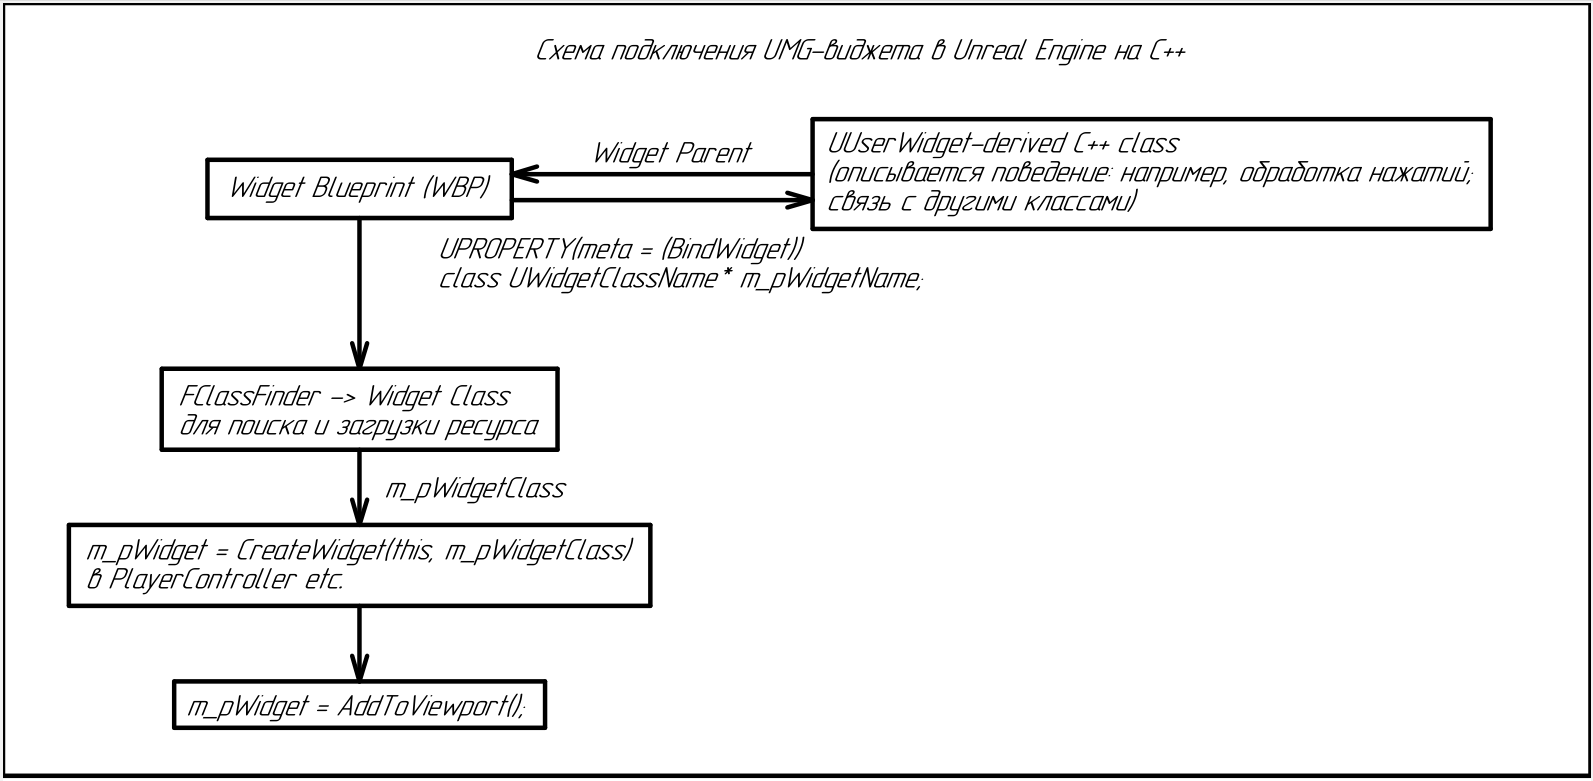 Схема подключения UMG-виджета в Unreal Engine на C++
Widget Parent
UUserWidget-derived C++ class
(описывается поведение: например, обработка нажатий;
связь с другими классами)
Widget Blueprint (WBP)
UPROPERTY(meta = (BindWidget))
class UWidgetClassName* m_pWidgetName;
FClassFinder -> Widget Class
для поиска и загрузки ресурса
m_pWidgetClass
m_pWidget = CreateWidget(this, m_pWidgetClass)
в PlayerController etc.
m_pWidget = AddToViewport();